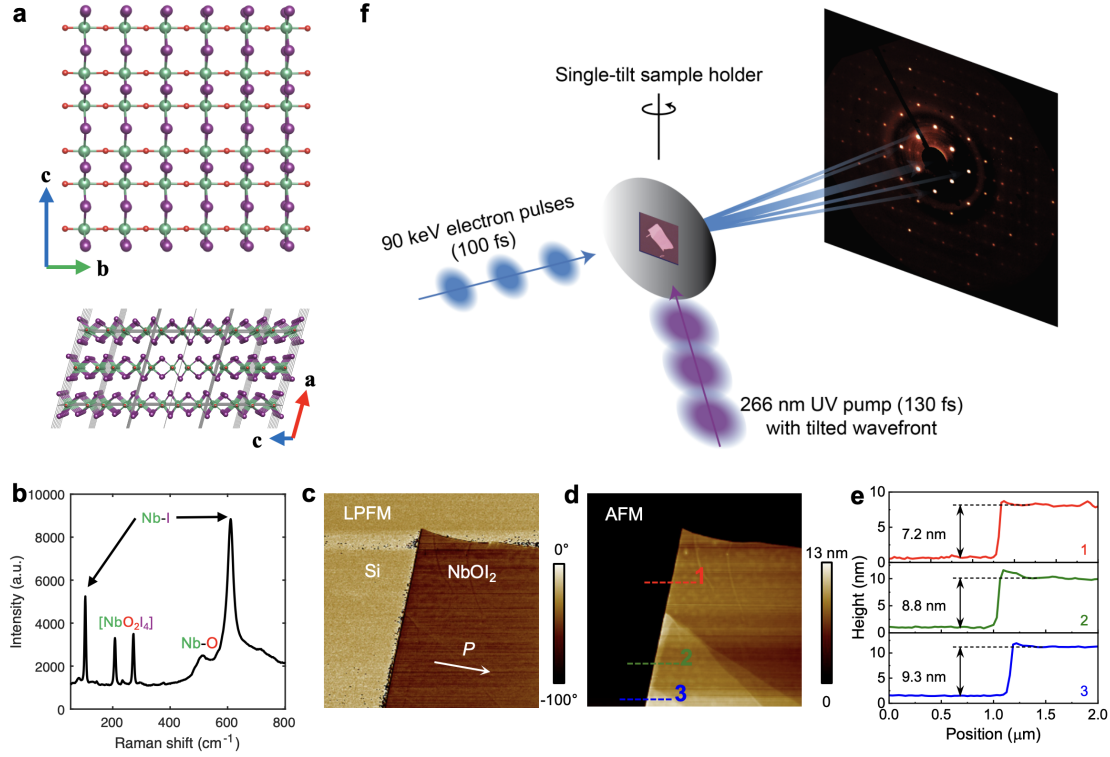 a
c
b
a
c
f
Single-tilt sample holder
90 keV electron pulses
(100 fs)
266 nm UV pump (130 fs)
with tilted wavefront
b
10000
8000
6000
4000
2000
0
Intensity (a.u.)
Nb-I
[NbO₂I₄]
Nb-O
200
400
600
800
Raman shift (cm⁻¹)
c
LPFM
Si
NbOI₂
P
0°
-100°
d
AFM
1
2
3
13 nm
0
e
10
5
0
10
5
0
10
5
0
Height (nm)
7.2 nm
1
8.8 nm
2
9.3 nm
3
0.0
0.5
1.0
1.5
2.0
Position (μm)